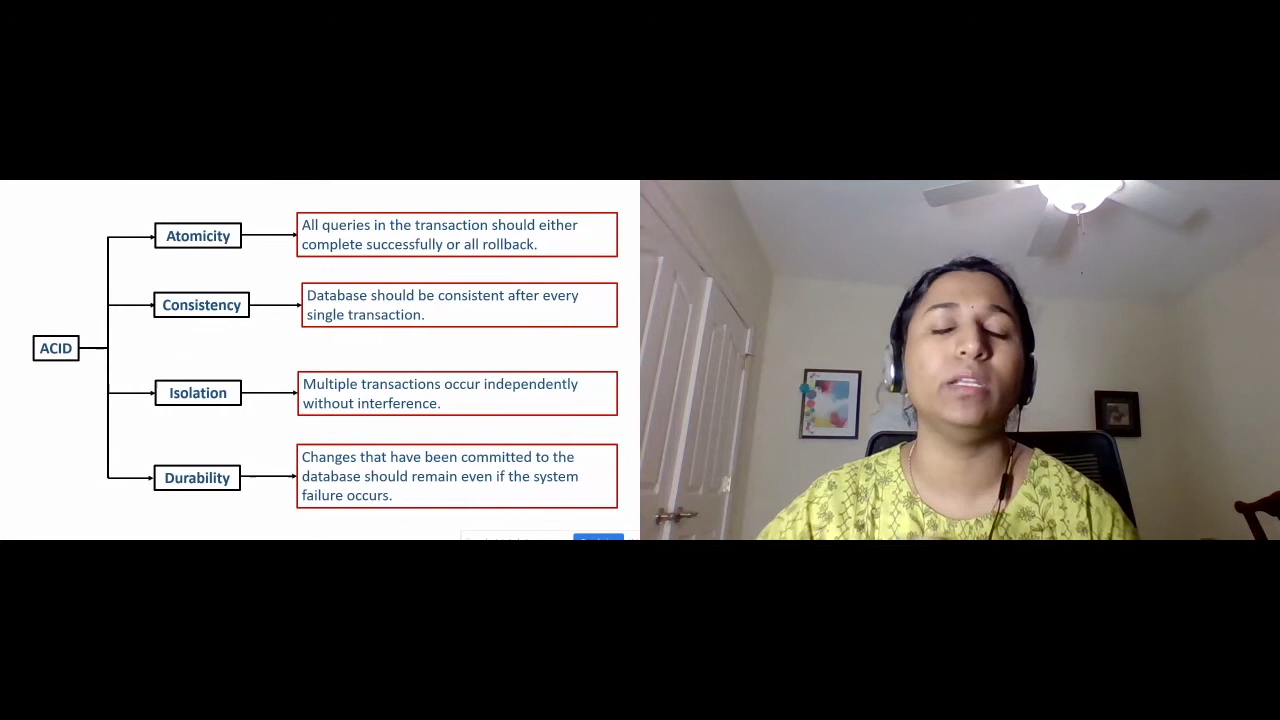 Atomicity
All queries in the transaction should either
complete successfully or all rollback.
Consistency
Database should be consistent after every
single transaction.
ACID
Isolation
Multiple transactions occur independently
without interference.
Durability
Changes that have been committed to the
database should remain even if the system
failure occurs.